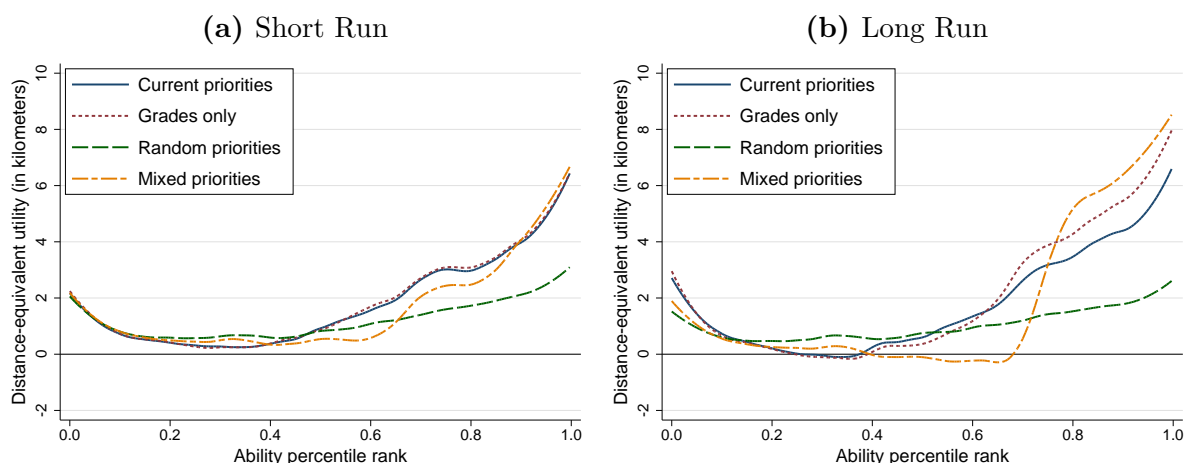 (a) Short Run
Distance-equivalent utility (in kilometers)
10
8
6
4
2
0
-2
Current priorities
Grades only
Random priorities
Mixed priorities
0.0 0.2 0.4 0.6 0.8 1.0
Ability percentile rank
(b) Long Run
Distance-equivalent utility (in kilometers)
10
8
6
4
2
0
-2
Current priorities
Grades only
Random priorities
Mixed priorities
0.0 0.2 0.4 0.6 0.8 1.0
Ability percentile rank